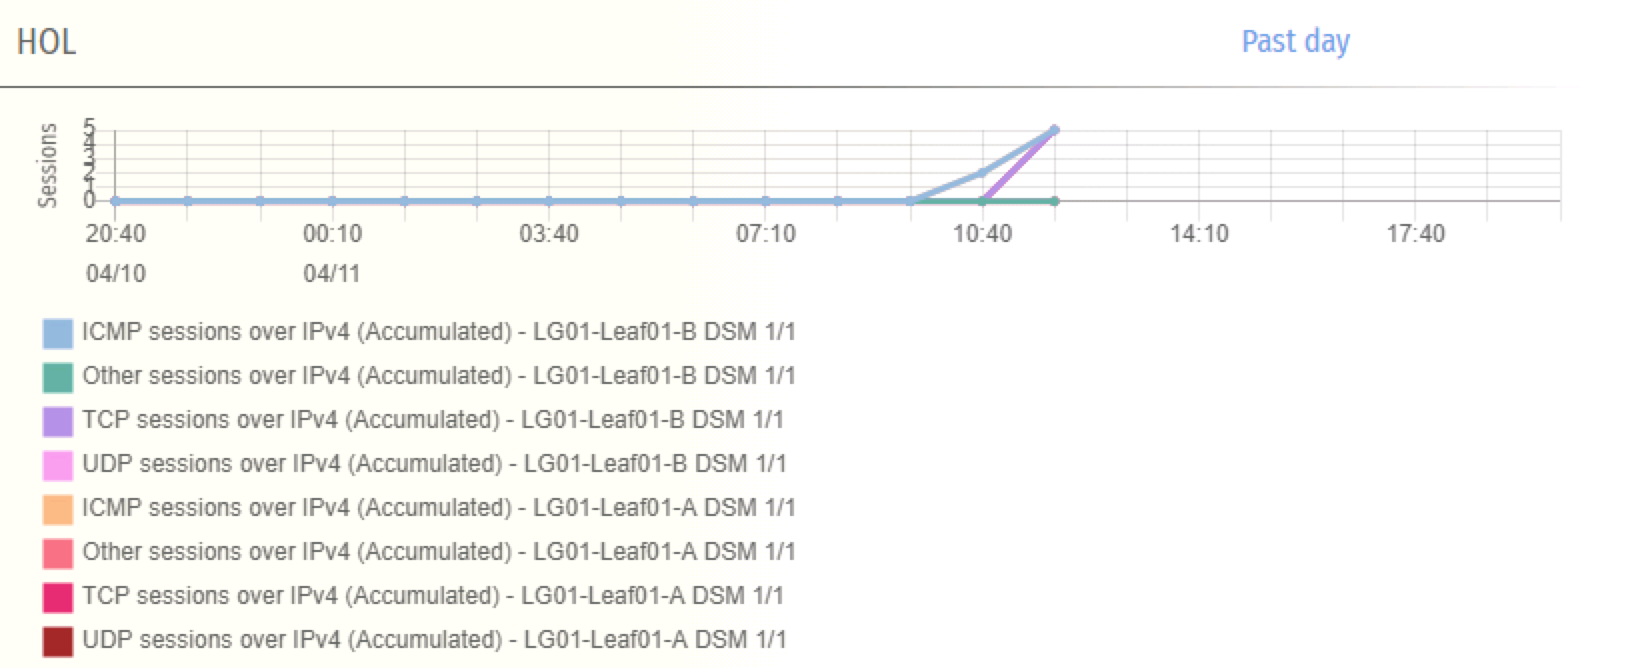 HOL
Past day
Sessions
5
4
3
2
1
0
20:40 00:10 03:40 07:10 10:40 14:10 17:40
04/10 04/11
ICMP sessions over IPv4 (Accumulated) - LG01-Leaf01-B DSM 1/1
Other sessions over IPv4 (Accumulated) - LG01-Leaf01-B DSM 1/1
TCP sessions over IPv4 (Accumulated) - LG01-Leaf01-B DSM 1/1
UDP sessions over IPv4 (Accumulated) - LG01-Leaf01-B DSM 1/1
ICMP sessions over IPv4 (Accumulated) - LG01-Leaf01-A DSM 1/1
Other sessions over IPv4 (Accumulated) - LG01-Leaf01-A DSM 1/1
TCP sessions over IPv4 (Accumulated) - LG01-Leaf01-A DSM 1/1
UDP sessions over IPv4 (Accumulated) - LG01-Leaf01-A DSM 1/1